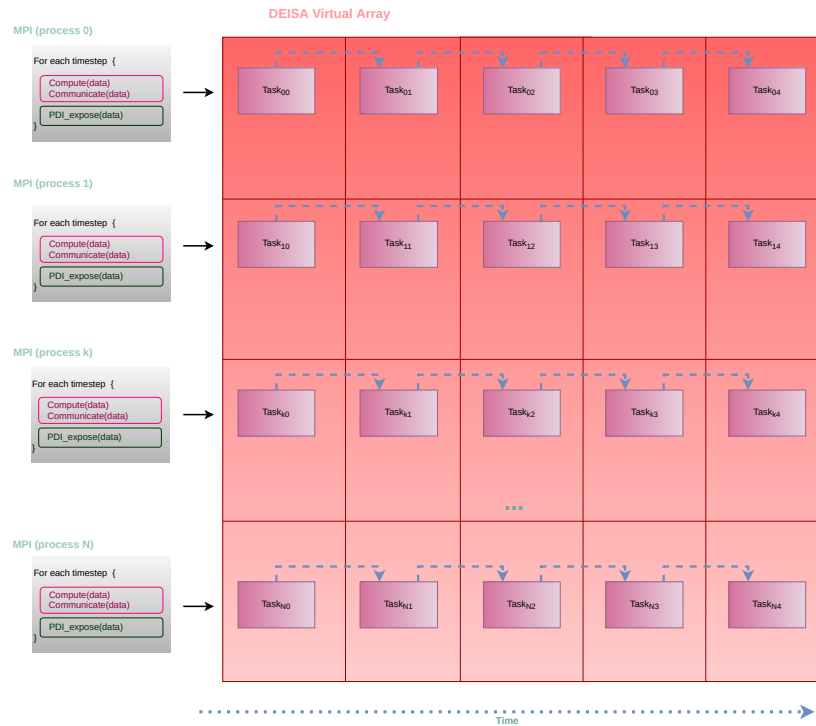 DEISA Virtual Array
MPI (process 0)
For each timestep {
Compute(data)
Communicate(data)
PDI_expose(data)
}
Task00
Task01
Task02
Task03
Task04
MPI (process 1)
For each timestep {
Compute(data)
Communicate(data)
PDI_expose(data)
}
Task10
Task11
Task12
Task13
Task14
MPI (process k)
For each timestep {
Compute(data)
Communicate(data)
PDI_expose(data)
}
Taskk0
Taskk1
Taskk2
Taskk3
Taskk4
...
MPI (process N)
For each timestep {
Compute(data)
Communicate(data)
PDI_expose(data)
}
TaskN0
TaskN1
TaskN2
TaskN3
TaskN4
Time